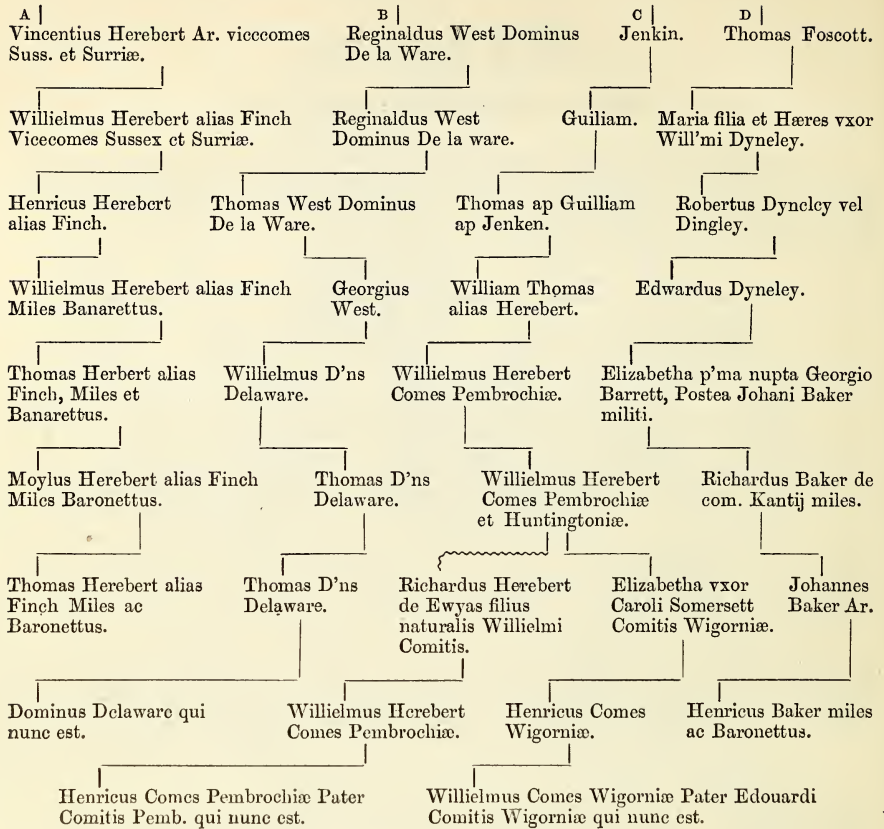 A B C D
Vincentius Herebert Ar. vicecomes Reginaldus West Dominus Jenkin. Thomas Foscott.
Suss. et Surriæ. De la Ware.
Willielmus Herebert alias Finch Reginaldus West Guiliam. Maria filia et Hæres vxor
Vicecomes Sussex et Surriæ. Dominus De la ware. Will'mi Dyneley.
Henricus Herebert Thomas West Dominus Thomas ap Guilliam Robertus Dyneley vel
alias Finch. De la Ware. ap Jenken. Dingley.
Willielmus Herebert alias Finch Georgius William Thomas Edwardus Dyneley.
Miles Banarettus. West. alias Herebert.
Thomas Herbert alias Willielmus D'ns Willielmus Herebert Elizabetha p'ma nupta Georgio
Finch, Miles et Delaware. Comes Pembrochiæ. Barrett, Postea Johani Baker
Banarettus. militi.
Moylus Herebert alias Finch Thomas D'ns Willielmus Herebert Richardus Baker de
Miles Baronettus. Delaware. Comes Pembrochiæ com. Kantij miles.
et Huntingtoniæ.
Thomas Herebert alias Thomas D'ns Richardus Herebert Elizabetha vxor Johannes
Finch Miles ac Delaware. de Ewyas filius Caroli Somersett Baker Ar.
Baronettus. naturalis Willielmi Comitis Wigorniæ.
Comitis.
Dominus Delaware qui Willielmus Herebert Henricus Comes Henricus Baker miles
nunc est. Comes Pembrochiæ. Wigorniæ. ac Baronettus.
Henricus Comes Pembrochiæ Pater Willielmus Comes Wigorniæ Pater Edouardi
Comitis Pemb. qui nunc est. Comitis Wigorniæ qui nunc est.